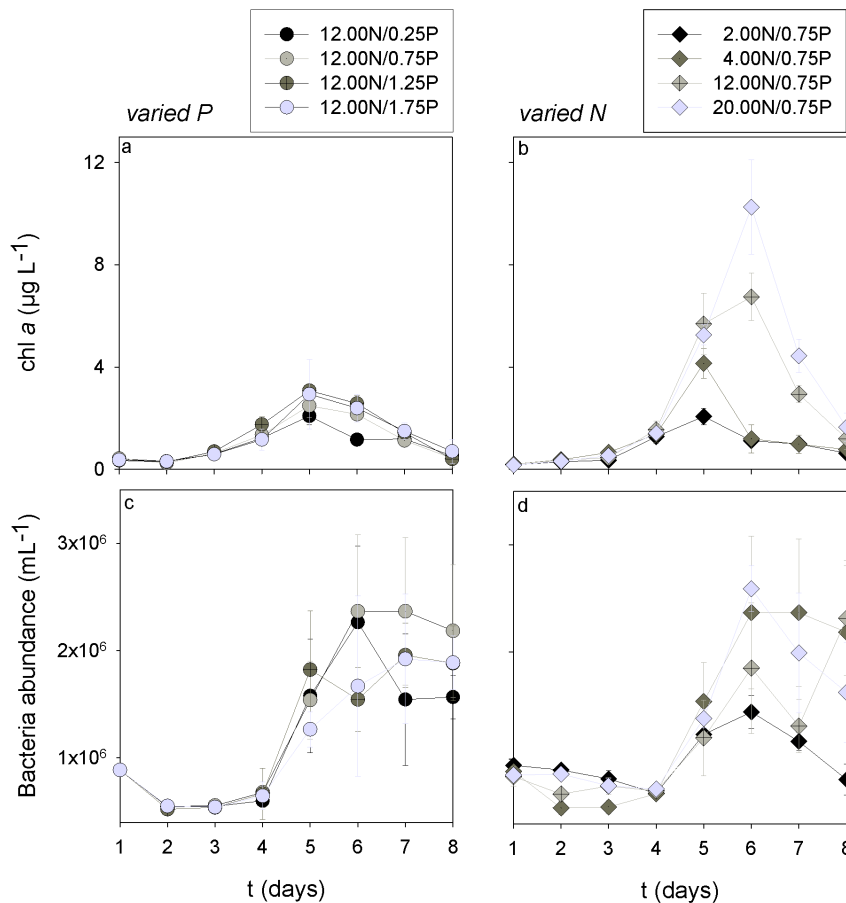 12.00N/0.25P
12.00N/0.75P
12.00N/1.25P
12.00N/1.75P
2.00N/0.75P
4.00N/0.75P
12.00N/0.75P
20.00N/0.75P
varied P
varied N
a
b
12
8
4
0
chl a (µg L⁻¹)
c
d
3x10⁶
2x10⁶
1x10⁶
Bacteria abundance (mL⁻¹)
1 2 3 4 5 6 7 8
1 2 3 4 5 6 7 8
t (days)
t (days)